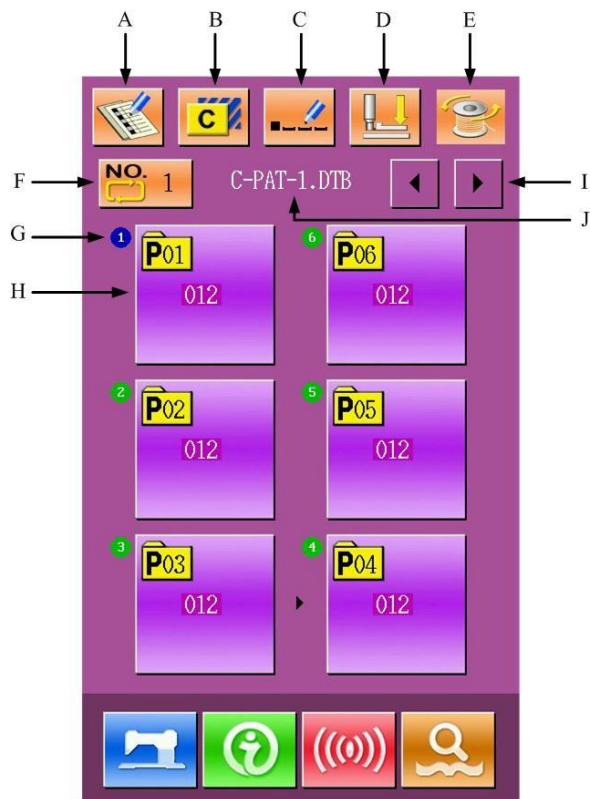 A B C D E
C
F NO. 1 C-PAT-1.DTB I
J
G 1 P01 6 P06
H 012 012
2 P02 5 P05
012 012
3 P03 4 P04
012 012